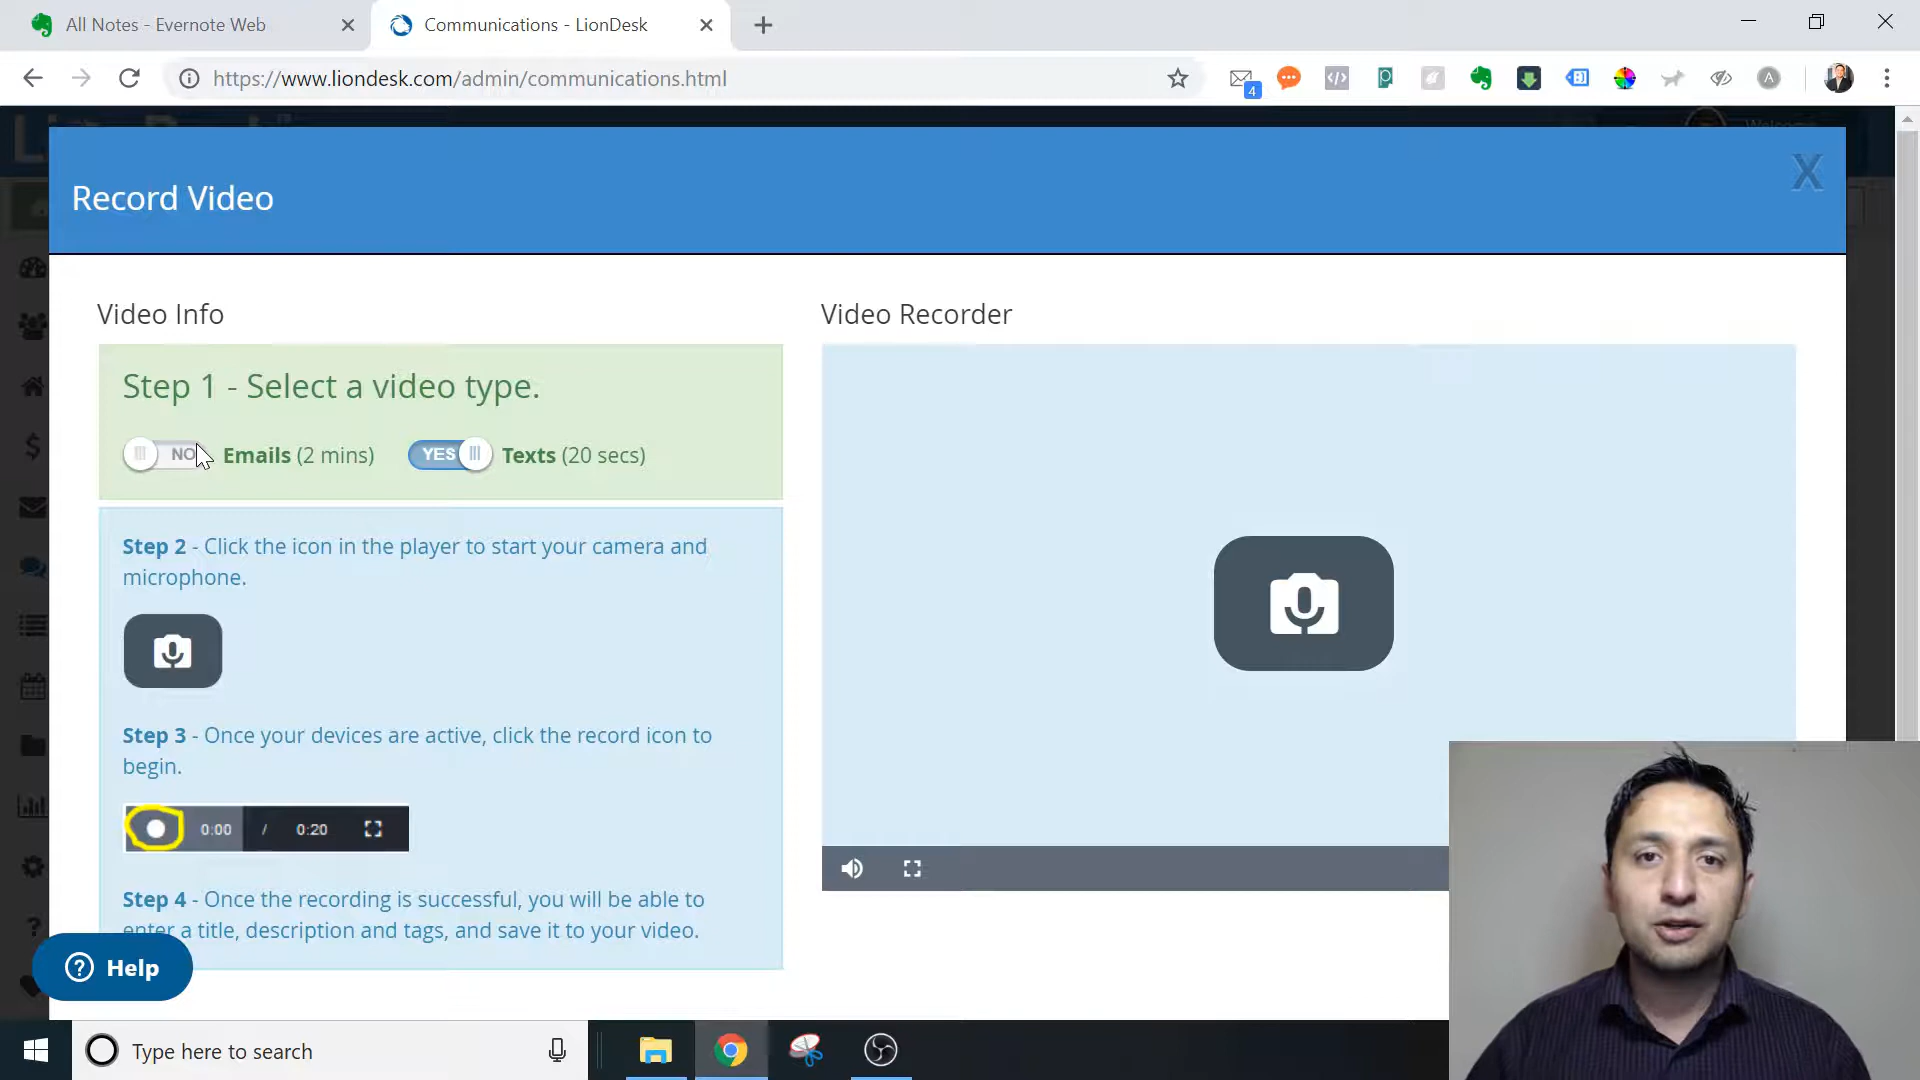 All Notes - Evernote Web
Communications - LionDesk
https://www.liondesk.com/admin/communications.html
4
A
Record Video
X
Video Info
Video Recorder
Step 1 - Select a video type.
NO Emails (2 mins) YES Texts (20 secs)
Step 2 - Click the icon in the player to start your camera and
microphone.
Step 3 - Once your devices are active, click the record icon to
begin.
0:00 / 0:20
Step 4 - Once the recording is successful, you will be able to
enter a title, description and tags, and save it to your video.
? Help
Type here to search